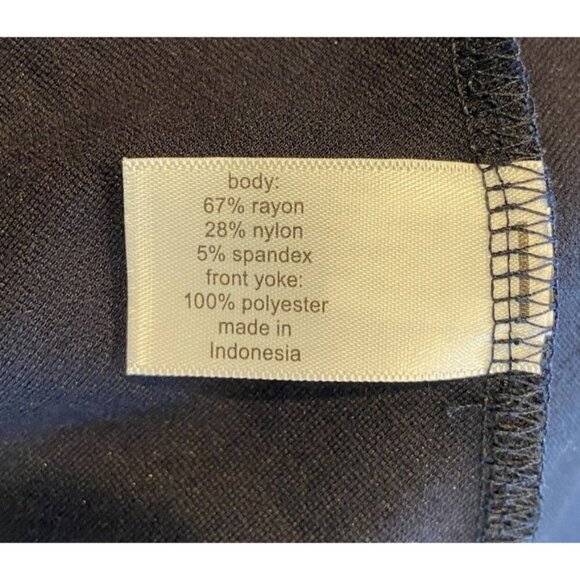 body:
67% rayon
28% nylon
5% spandex
front yoke:
100% polyester
made in
Indonesia